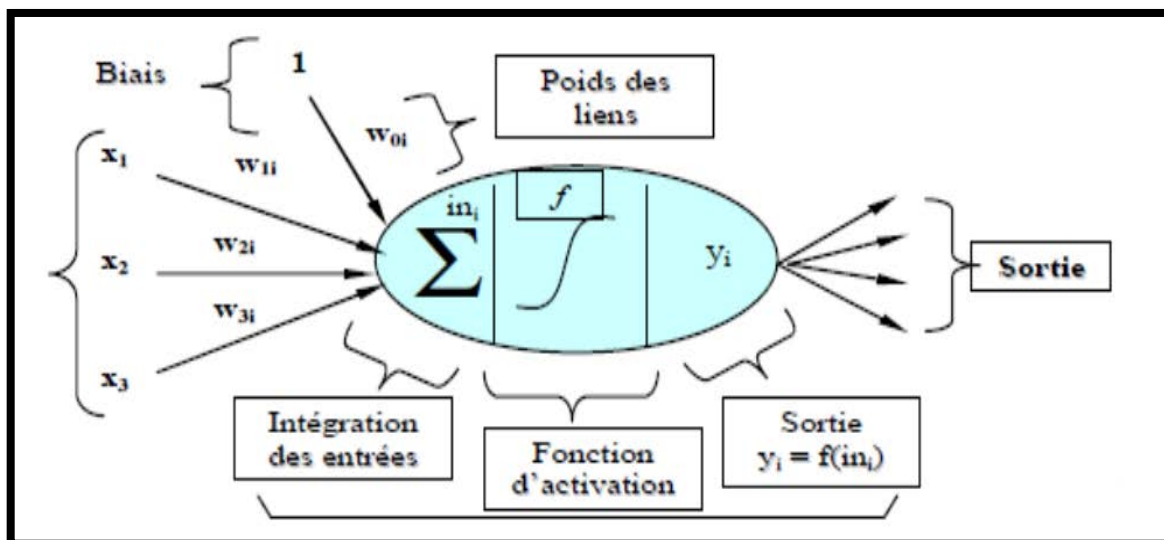 Biais
1
Poids des
liens
w0i
x1
w1i
x2
w2i
x3
w3i
ini
∑
f
yi
Sortie
Intégration
des entrées
Fonction
d'activation
Sortie
yi = f(ini)